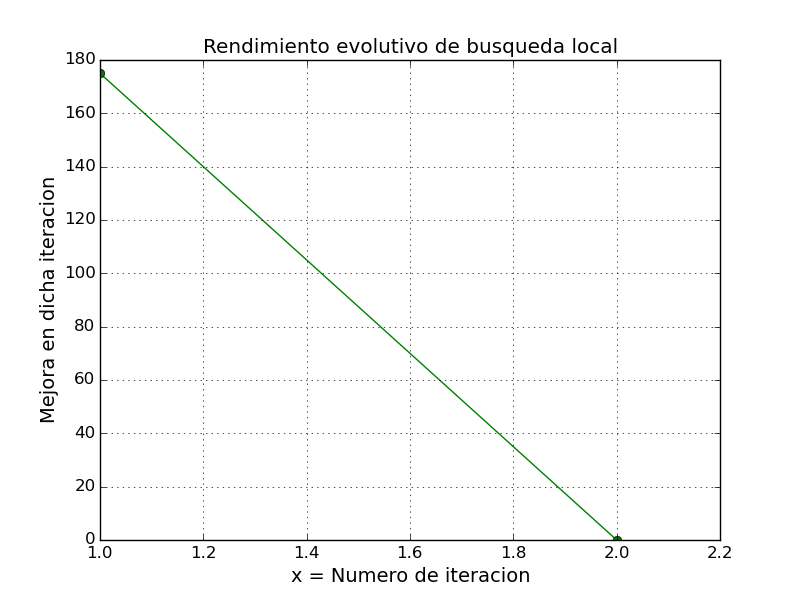 Rendimiento evolutivo de busqueda local
180
160
140
120
100
80
60
40
20
0
Mejora en dicha iteracion
1.0 1.2 1.4 1.6 1.8 2.0 2.2
x = Numero de iteracion